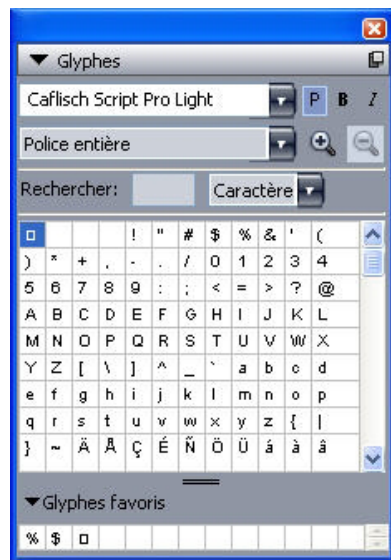 Glyphes
Caflisch Script Pro Light P B I
Police entière
Rechercher: Caractère
¤ ! " # $ % & ' (
) * + , - . / 0 1 2 3 4
5 6 7 8 9 : ; < = > ? @
A B C D E F G H I J K L
M N O P Q R S T U V W X
Y Z [ \ ] ^ _ ` a b c d
e f g h i j k l m n o p
q r s t u v w x y z { |
} ~ Ä Å Ç É Ñ Ö Ü á à â
Glyphes favoris
% $ ¤